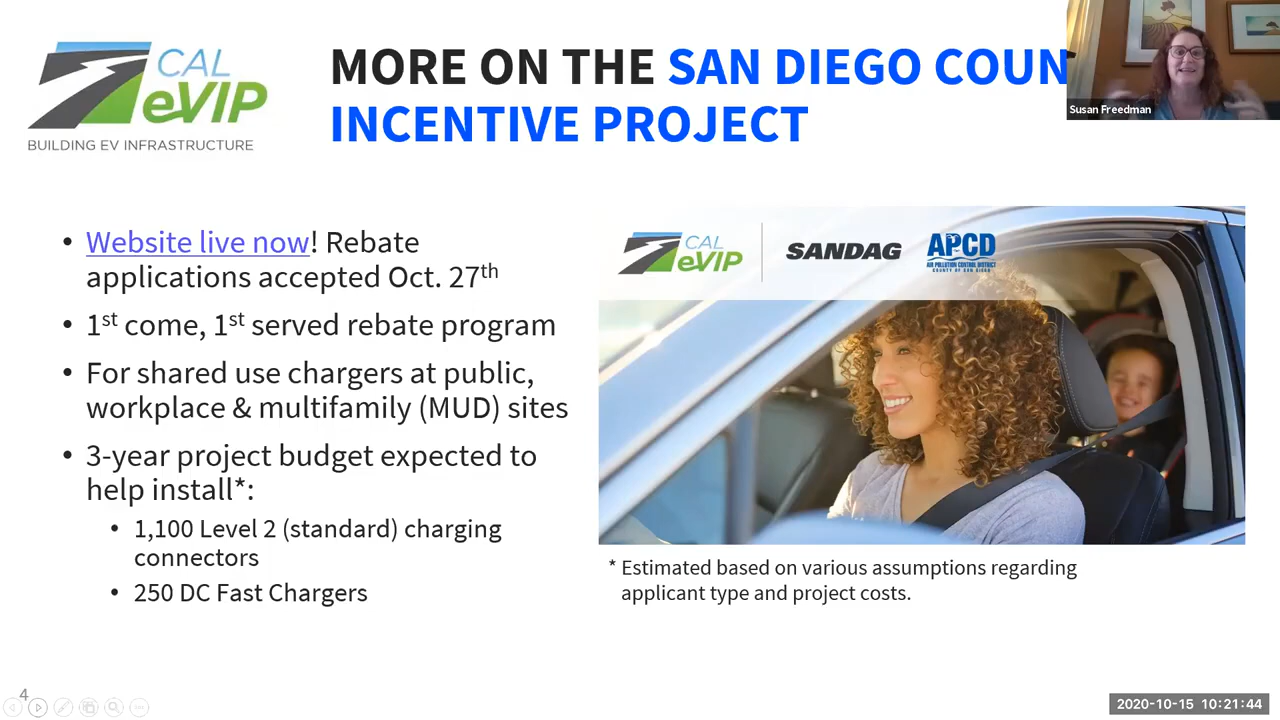 CAL
eVIP
BUILDING EV INFRASTRUCTURE
MORE ON THE SAN DIEGO COUN
INCENTIVE PROJECT
Susan Freedman
• Website live now! Rebate
applications accepted Oct. 27th
• 1st come, 1st served rebate program
• For shared use chargers at public,
workplace & multifamily (MUD) sites
• 3-year project budget expected to
help install*:
• 1,100 Level 2 (standard) charging
connectors
• 250 DC Fast Chargers
CAL
eVIP
SANDAG
APCD
AIR POLLUTION CONTROL DISTRICT
COUNTY OF SAN DIEGO
* Estimated based on various assumptions regarding
applicant type and project costs.
4
2020-10-15 10:21:44